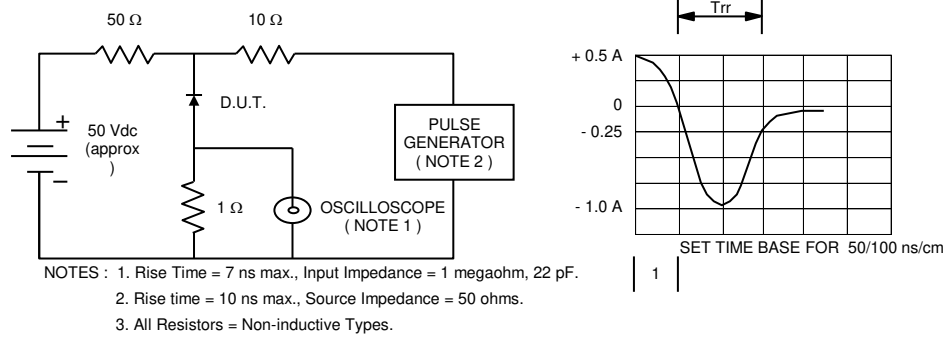 50 Ω
10 Ω
Trr
+ 0.5 A
D.U.T.
+
50 Vdc
(approx
)
−
PULSE
GENERATOR
( NOTE 2 )
0
- 0.25
1 Ω
OSCILLOSCOPE
( NOTE 1 )
- 1.0 A
SET TIME BASE FOR 50/100 ns/cm
1
NOTES : 1. Rise Time = 7 ns max., Input Impedance = 1 megaohm, 22 pF.
2. Rise time = 10 ns max., Source Impedance = 50 ohms.
3. All Resistors = Non-inductive Types.